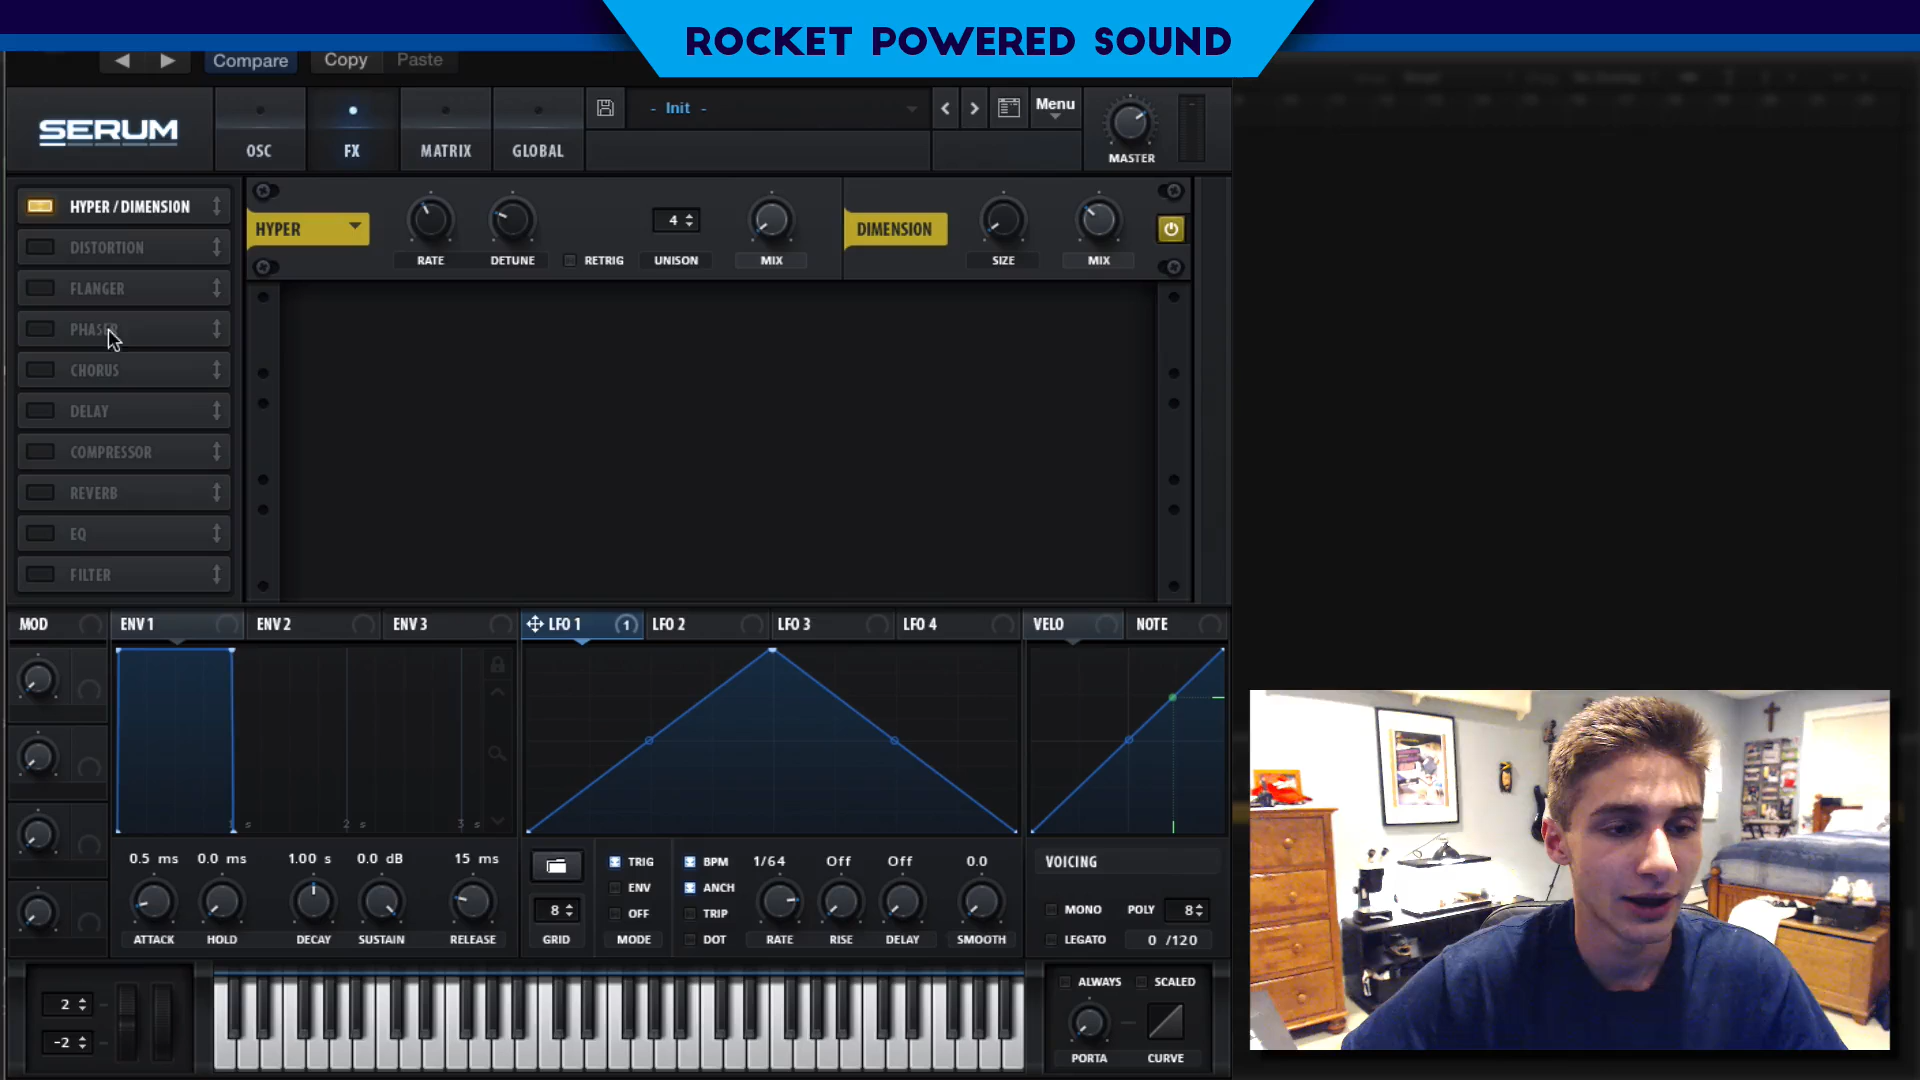 ROCKET POWERED SOUND
Compare
Copy
Paste
SERUM
OSC
FX
MATRIX
GLOBAL
- Init -
Menu
MASTER
HYPER / DIMENSION
DISTORTION
FLANGER
PHASER
CHORUS
DELAY
COMPRESSOR
REVERB
EQ
FILTER
HYPER
RATE
DETUNE
RETRIG
4
UNISON
MIX
DIMENSION
SIZE
MIX
MOD
ENV 1
ENV 2
ENV 3
LFO 1
1
LFO 2
LFO 3
LFO 4
VELO
NOTE
1 s
2 s
3 s
0.5 ms
0.0 ms
1.00 s
0.0 dB
15 ms
ATTACK
HOLD
DECAY
SUSTAIN
RELEASE
8
GRID
TRIG
ENV
OFF
MODE
BPM
ANCH
TRIP
DOT
1/64
Off
Off
0.0
RATE
RISE
DELAY
SMOOTH
VOICING
MONO
POLY
8
LEGATO
0 /120
2
-2
ALWAYS
SCALED
PORTA
CURVE